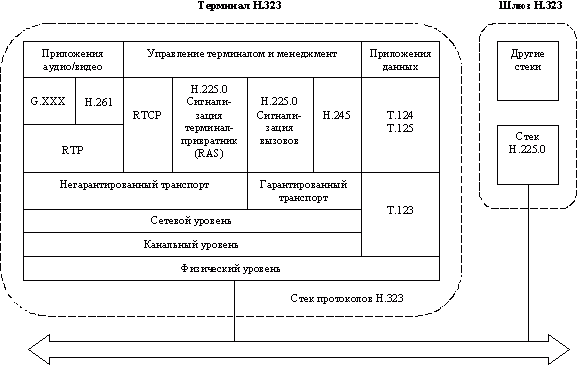 Терминал H.323
Шлюз H.323
Приложения
аудио/видео
Управление терминалом и менеджмент
Приложения
данных
G.XXX
H.261
RTP
RTCP
H.225.0
Сигнали-
зация
терминал-
привратник
(RAS)
H.225.0
Сигнали-
зация
вызовов
H.245
T.124
T.125
Негарантированный транспорт
Гарантированный
транспорт
T.123
Сетевой уровень
Канальный уровень
Физический уровень
Стек протоколов H.323
Другие
стеки
Стек
H.225.0